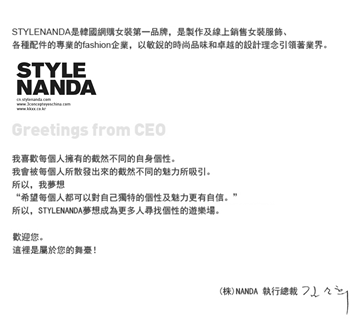 STYLENANDA是韓國網購女裝第一品牌，是製作及線上銷售女裝服飾、
各種配件的專業的fashion企業，以敏銳的時尚品味和卓越的設計理念引領著業界。
STYLE
NANDA
cn.stylenanda.com
www.3concepteyeschina.com
www.kkxx.co.kr
Greetings from CEO
我喜歡每個人擁有的截然不同的自身個性。
我會被每個人所散發出來的截然不同的魅力所吸引。
所以，我夢想
“希望每個人都可以對自己獨特的個性及魅力更有自信。”
所以，STYLENANDA夢想成為更多人尋找個性的遊樂場。
歡迎您。
這裡是屬於您的舞臺！
(株)NANDA 執行總裁